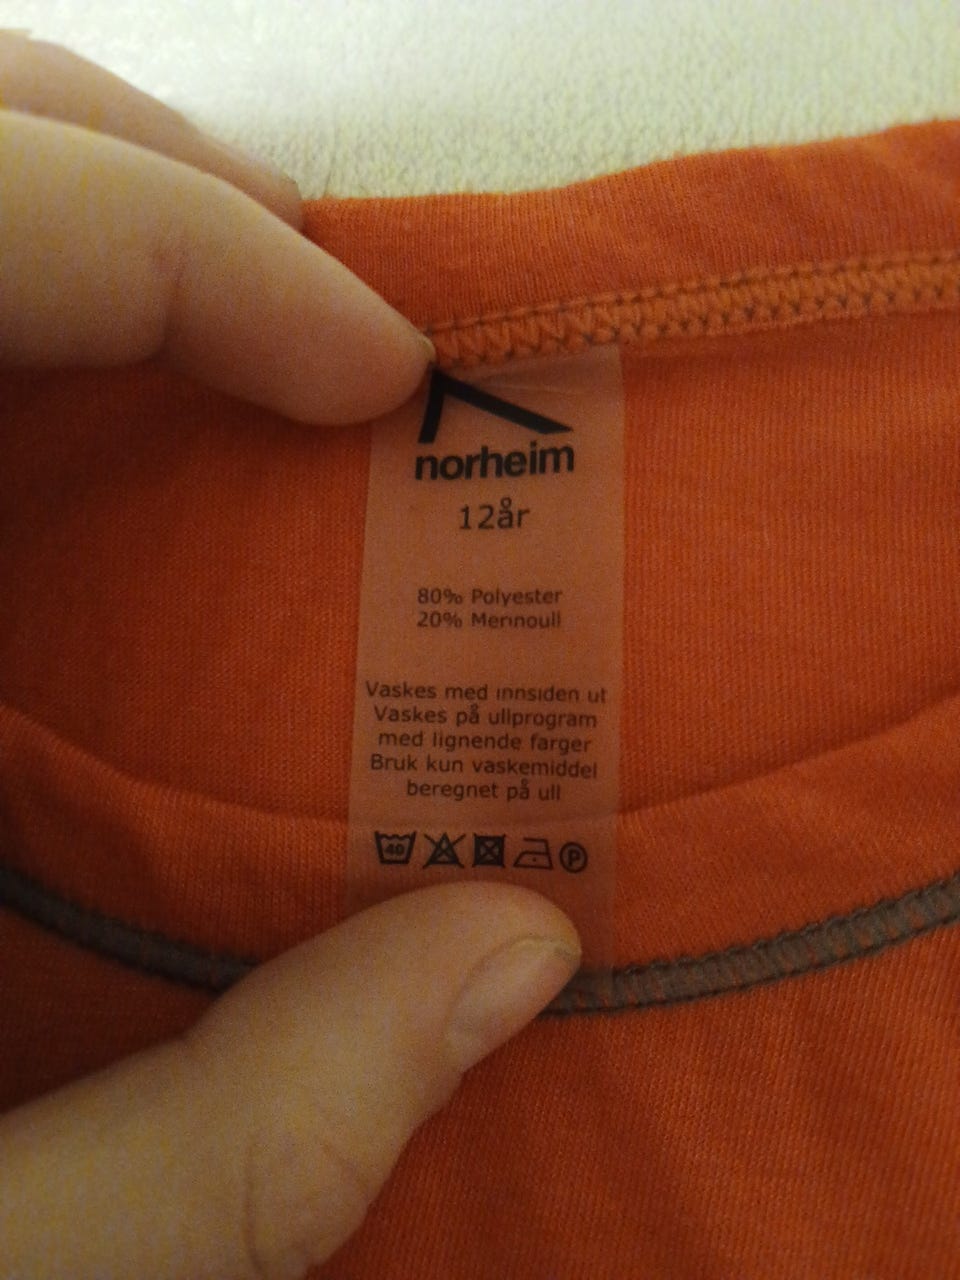 norheim
12år
80% Polyester
20% Merinoull
Vaskes med innsiden ut
Vaskes på ullprogram
med lignende farger
Bruk kun vaskemiddel
beregnet på ull
40
P